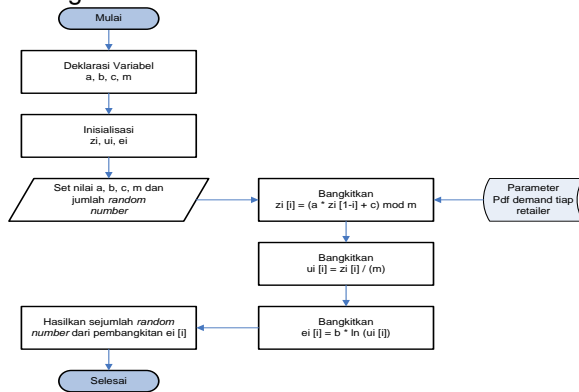 Mulai
Deklarasi Variabel
a, b, c, m
Inisialisasi
zi, ui, ei
Set nilai a, b, c, m dan
jumlah random
number
Bangkitkan
zi [i] = (a * zi [1-i] + c) mod m
Parameter
Pdf demand tiap
retailer
Bangkitkan
ui [i] = zi [i] / (m)
Bangkitkan
ei [i] = b * ln (ui [i])
Hasilkan sejumlah random
number dari pembangkitan ei [i]
Selesai